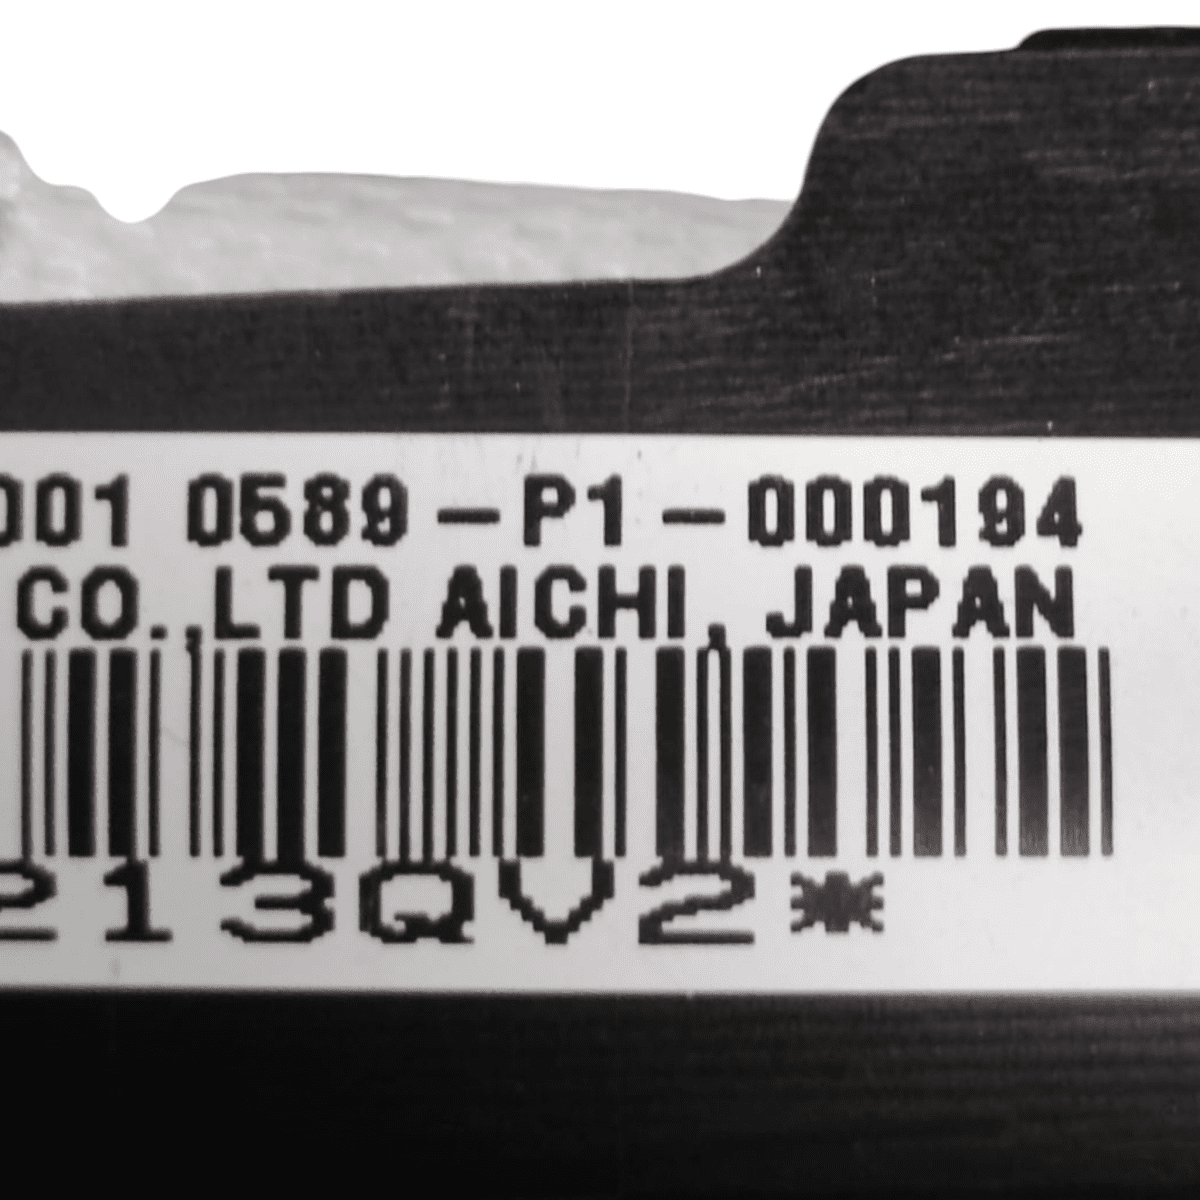 001 0589-P1-000194
CO.,LTD AICHI, JAPAN
213QV2*